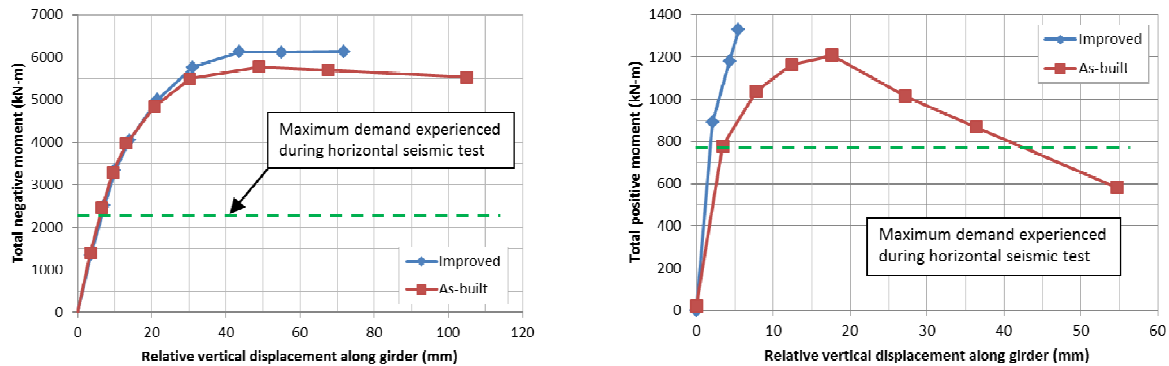 7000
6000
5000
4000
3000
2000
1000
0
Total negative moment (kN-m)
Maximum demand experienced
during horizontal seismic test
Improved
As-built
0 20 40 60 80 100 120
Relative vertical displacement along girder (mm)
1400
1200
1000
800
600
400
200
0
Total positive moment (kN-m)
Improved
As-built
Maximum demand experienced
during horizontal seismic test
0 10 20 30 40 50 60
Relative vertical displacement along girder (mm)